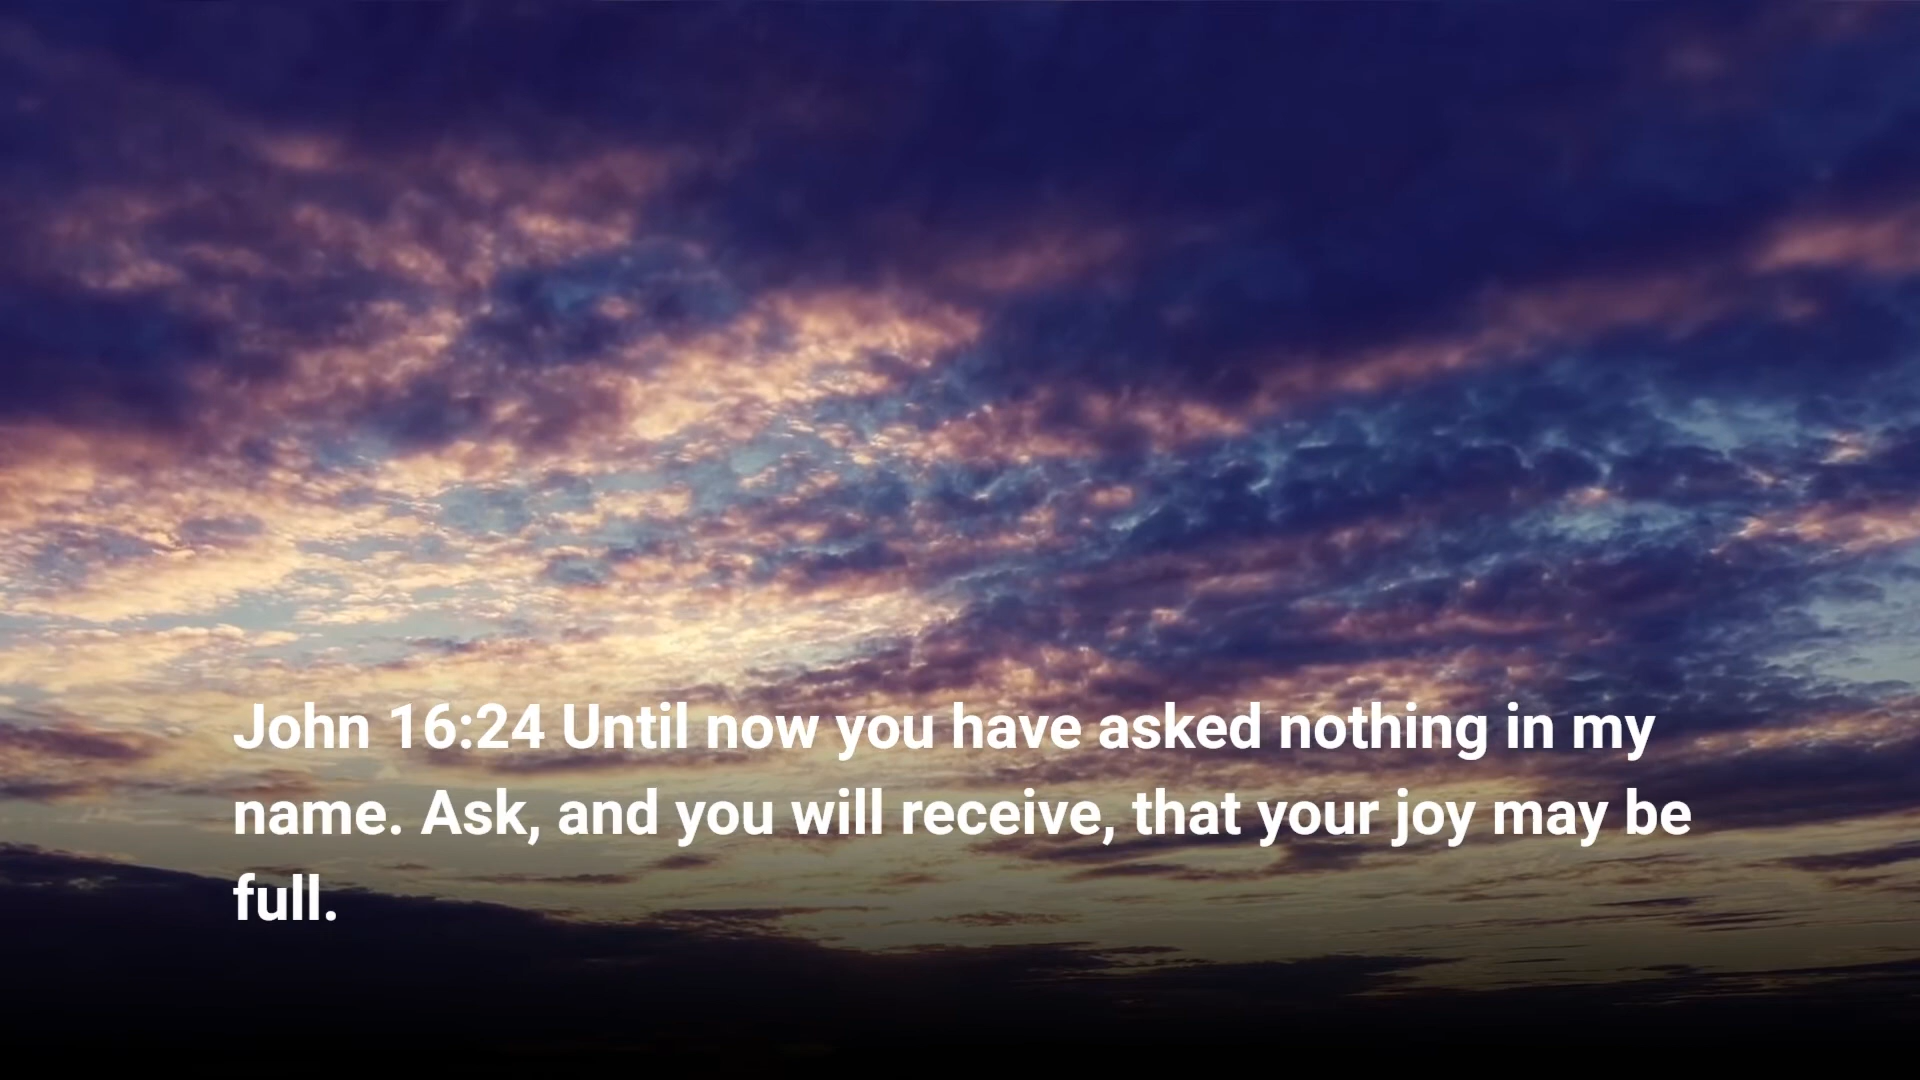 John 16:24 Until now you have asked nothing in my
name. Ask, and you will receive, that your joy may be
full.